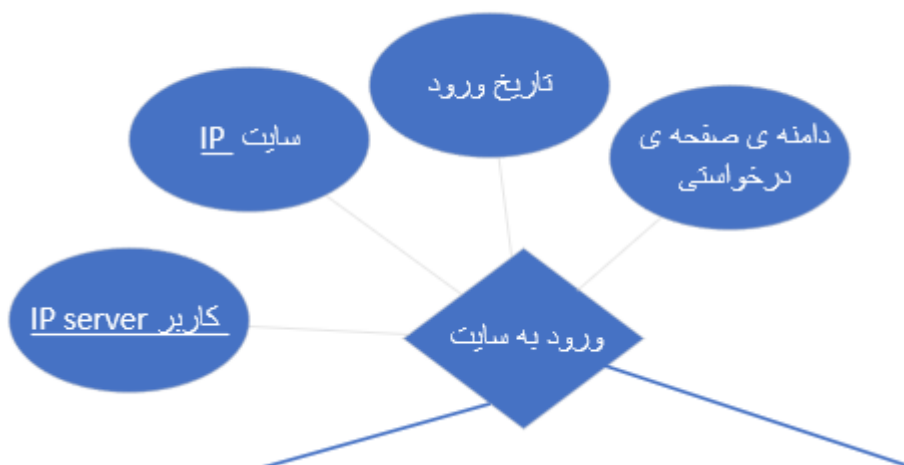 تاریخ ورود
سایت IP
دامنه ی صفحه ی
درخواستی
کاربر IP server
ورود به سایت